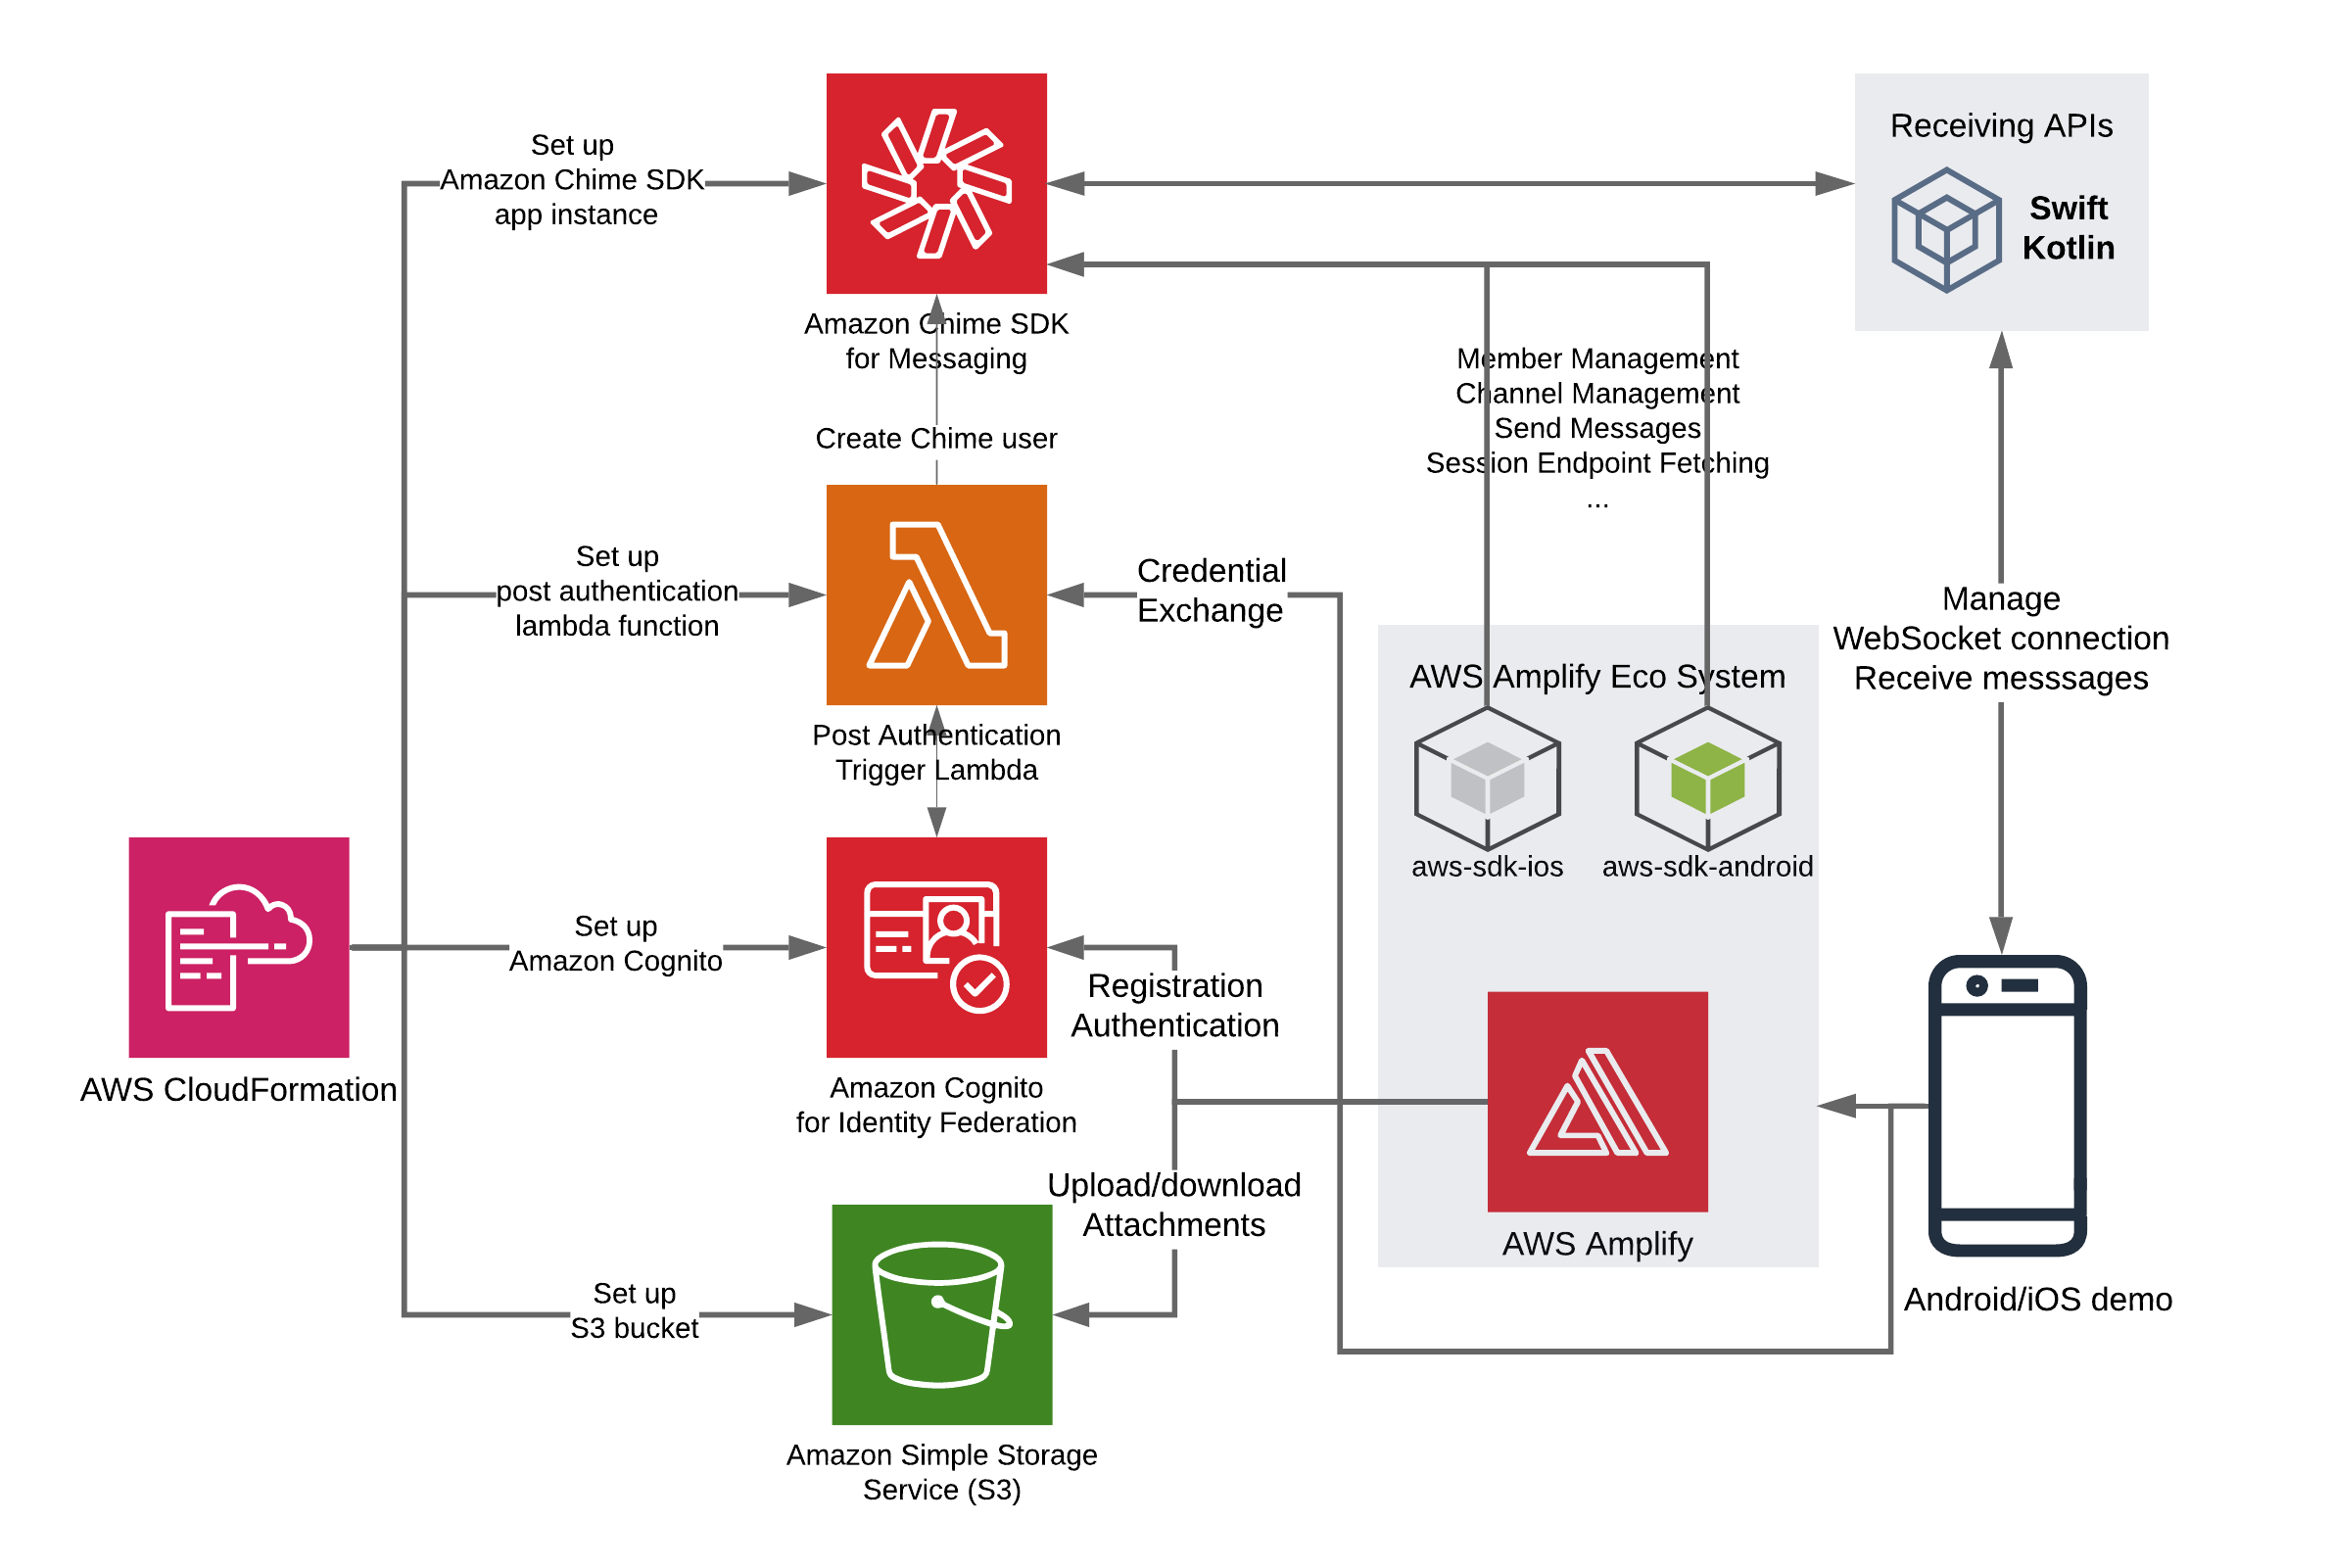 Set up
Amazon Chime SDK
app instance
Amazon Chime SDK
for Messaging
Receiving APIs
Swift
Kotlin
Member Management
Channel Management
Send Messages
Session Endpoint Fetching
...
Create Chime user
Set up
post authentication
lambda function
Credential
Exchange
Post Authentication
Trigger Lambda
AWS Amplify Eco System
aws-sdk-ios
aws-sdk-android
Manage
WebSocket connection
Receive messsages
AWS CloudFormation
Set up
Amazon Cognito
Amazon Cognito
for Identity Federation
Registration
Authentication
Upload/download
Attachments
AWS Amplify
Android/iOS demo
Set up
S3 bucket
Amazon Simple Storage
Service (S3)